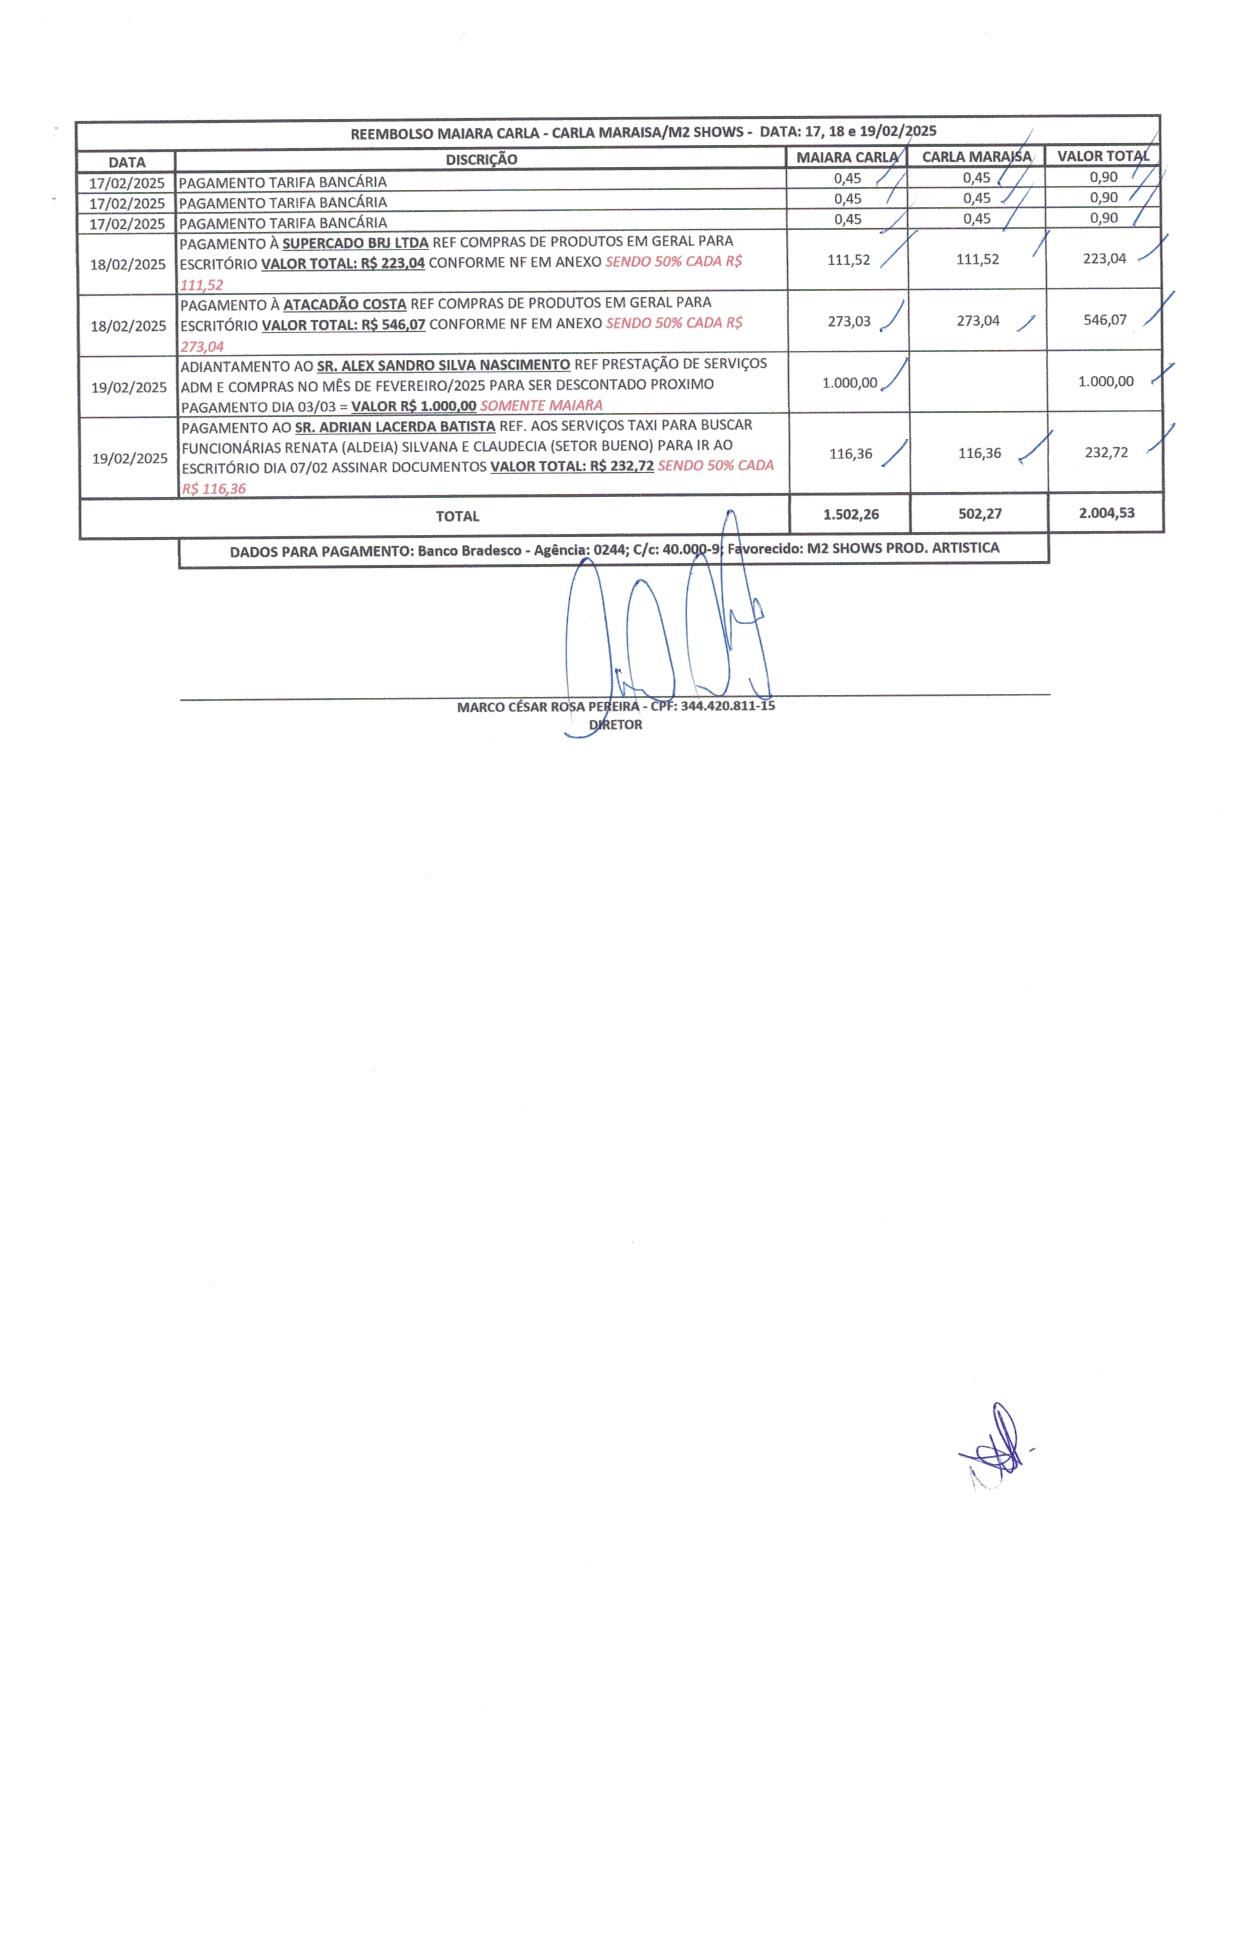 REEMBOLSO MAIARA CARLA - CARLA MARAISA/M2 SHOWS - DATA: 17, 18 e 19/02/2025
DATA DISCRIÇÃO MAIARA CARLA CARLA MARAISA VALOR TOTAL
17/02/2025 PAGAMENTO TARIFA BANCÁRIA 0,45 0,45 0,90
17/02/2025 PAGAMENTO TARIFA BANCÁRIA 0,45 0,45 0,90
17/02/2025 PAGAMENTO TARIFA BANCÁRIA 0,45 0,45 0,90
PAGAMENTO À SUPERCADO BRJ LTDA REF COMPRAS DE PRODUTOS EM GERAL PARA
18/02/2025 ESCRITÓRIO VALOR TOTAL: R$ 223,04 CONFORME NF EM ANEXO SENDO 50% CADA R$ 111,52 111,52 223,04
111,52
PAGAMENTO À ATACADÃO COSTA REF COMPRAS DE PRODUTOS EM GERAL PARA
18/02/2025 ESCRITÓRIO VALOR TOTAL: R$ 546,07 CONFORME NF EM ANEXO SENDO 50% CADA R$ 273,03 273,04 546,07
273,04
ADIANTAMENTO AO SR. ALEX SANDRO SILVA NASCIMENTO REF PRESTAÇÃO DE SERVIÇOS
19/02/2025 ADM E COMPRAS NO MÊS DE FEVEREIRO/2025 PARA SER DESCONTADO PROXIMO 1.000,00 1.000,00
PAGAMENTO DIA 03/03 = VALOR R$ 1.000,00 SOMENTE MAIARA
PAGAMENTO AO SR. ADRIAN LACERDA BATISTA REF. AOS SERVIÇOS TAXI PARA BUSCAR
FUNCIONÁRIAS RENATA (ALDEIA) SILVANA E CLAUDECIA (SETOR BUENO) PARA IR AO
19/02/2025 ESCRITÓRIO DIA 07/02 ASSINAR DOCUMENTOS VALOR TOTAL: R$ 232,72 SENDO 50% CADA 116,36 116,36 232,72
R$ 116,36
TOTAL 1.502,26 502,27 2.004,53
DADOS PARA PAGAMENTO: Banco Bradesco - Agência: 0244; C/c: 40.000-9; Favorecido: M2 SHOWS PROD. ARTISTICA
MARCO CÉSAR ROSA PEREIRA - CPF: 344.420.811-15
DIRETOR